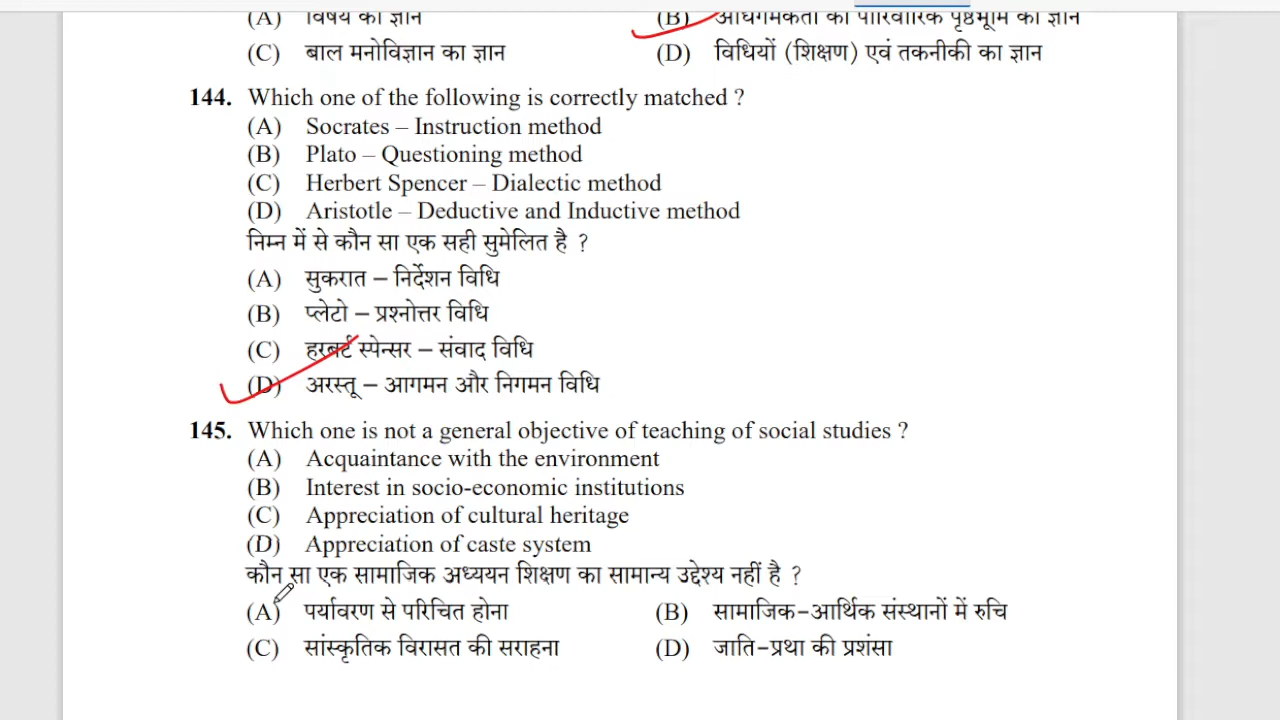 (A) विषय का ज्ञान (B) अधिगमकर्ता की पारिवारिक पृष्ठभूमि का ज्ञान
(C) बाल मनोविज्ञान का ज्ञान (D) विधियों (शिक्षण) एवं तकनीकी का ज्ञान
144. Which one of the following is correctly matched ?
(A) Socrates – Instruction method
(B) Plato – Questioning method
(C) Herbert Spencer – Dialectic method
(D) Aristotle – Deductive and Inductive method
निम्न में से कौन सा एक सही सुमेलित है ?
(A) सुकरात – निर्देशन विधि
(B) प्लेटो – प्रश्नोत्तर विधि
(C) हरबर्ट स्पेन्सर – संवाद विधि
(D) अरस्तू – आगमन और निगमन विधि
145. Which one is not a general objective of teaching of social studies ?
(A) Acquaintance with the environment
(B) Interest in socio-economic institutions
(C) Appreciation of cultural heritage
(D) Appreciation of caste system
कौन सा एक सामाजिक अध्ययन शिक्षण का सामान्य उद्देश्य नहीं है ?
(A) पर्यावरण से परिचित होना (B) सामाजिक-आर्थिक संस्थानों में रुचि
(C) सांस्कृतिक विरासत की सराहना (D) जाति-प्रथा की प्रशंसा